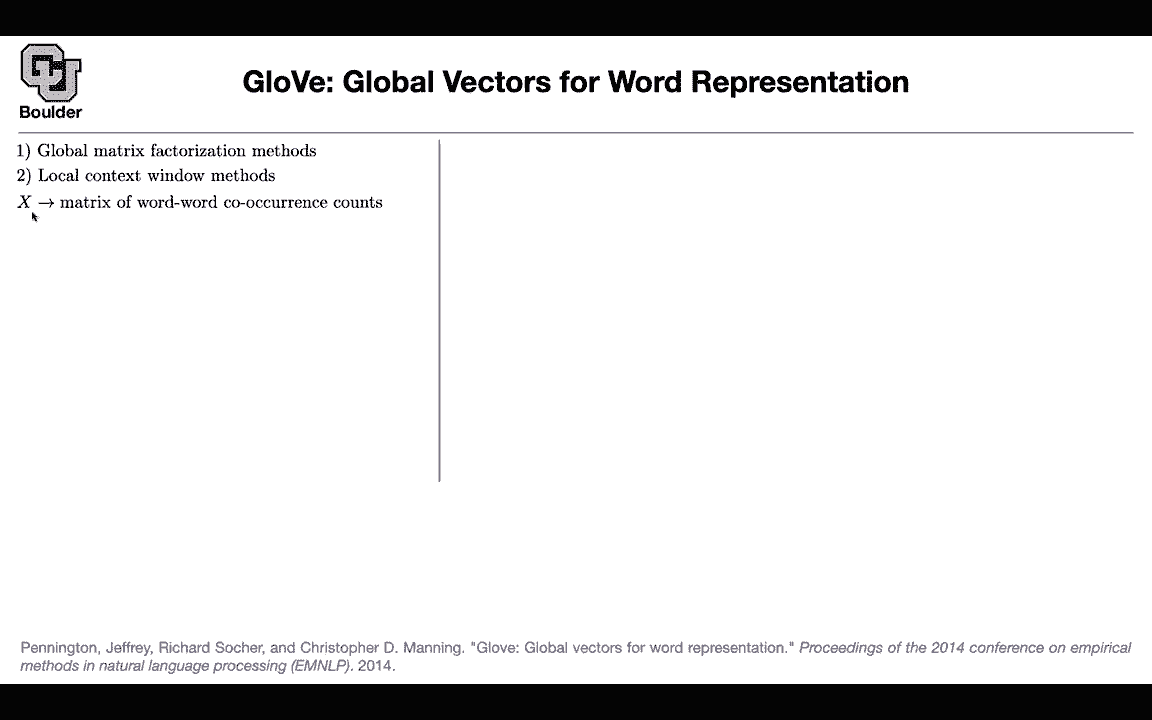 CU
Boulder
GloVe: Global Vectors for Word Representation
1) Global matrix factorization methods
2) Local context window methods
X → matrix of word-word co-occurrence counts
Pennington, Jeffrey, Richard Socher, and Christopher D. Manning. "Glove: Global vectors for word representation." Proceedings of the 2014 conference on empirical
methods in natural language processing (EMNLP). 2014.